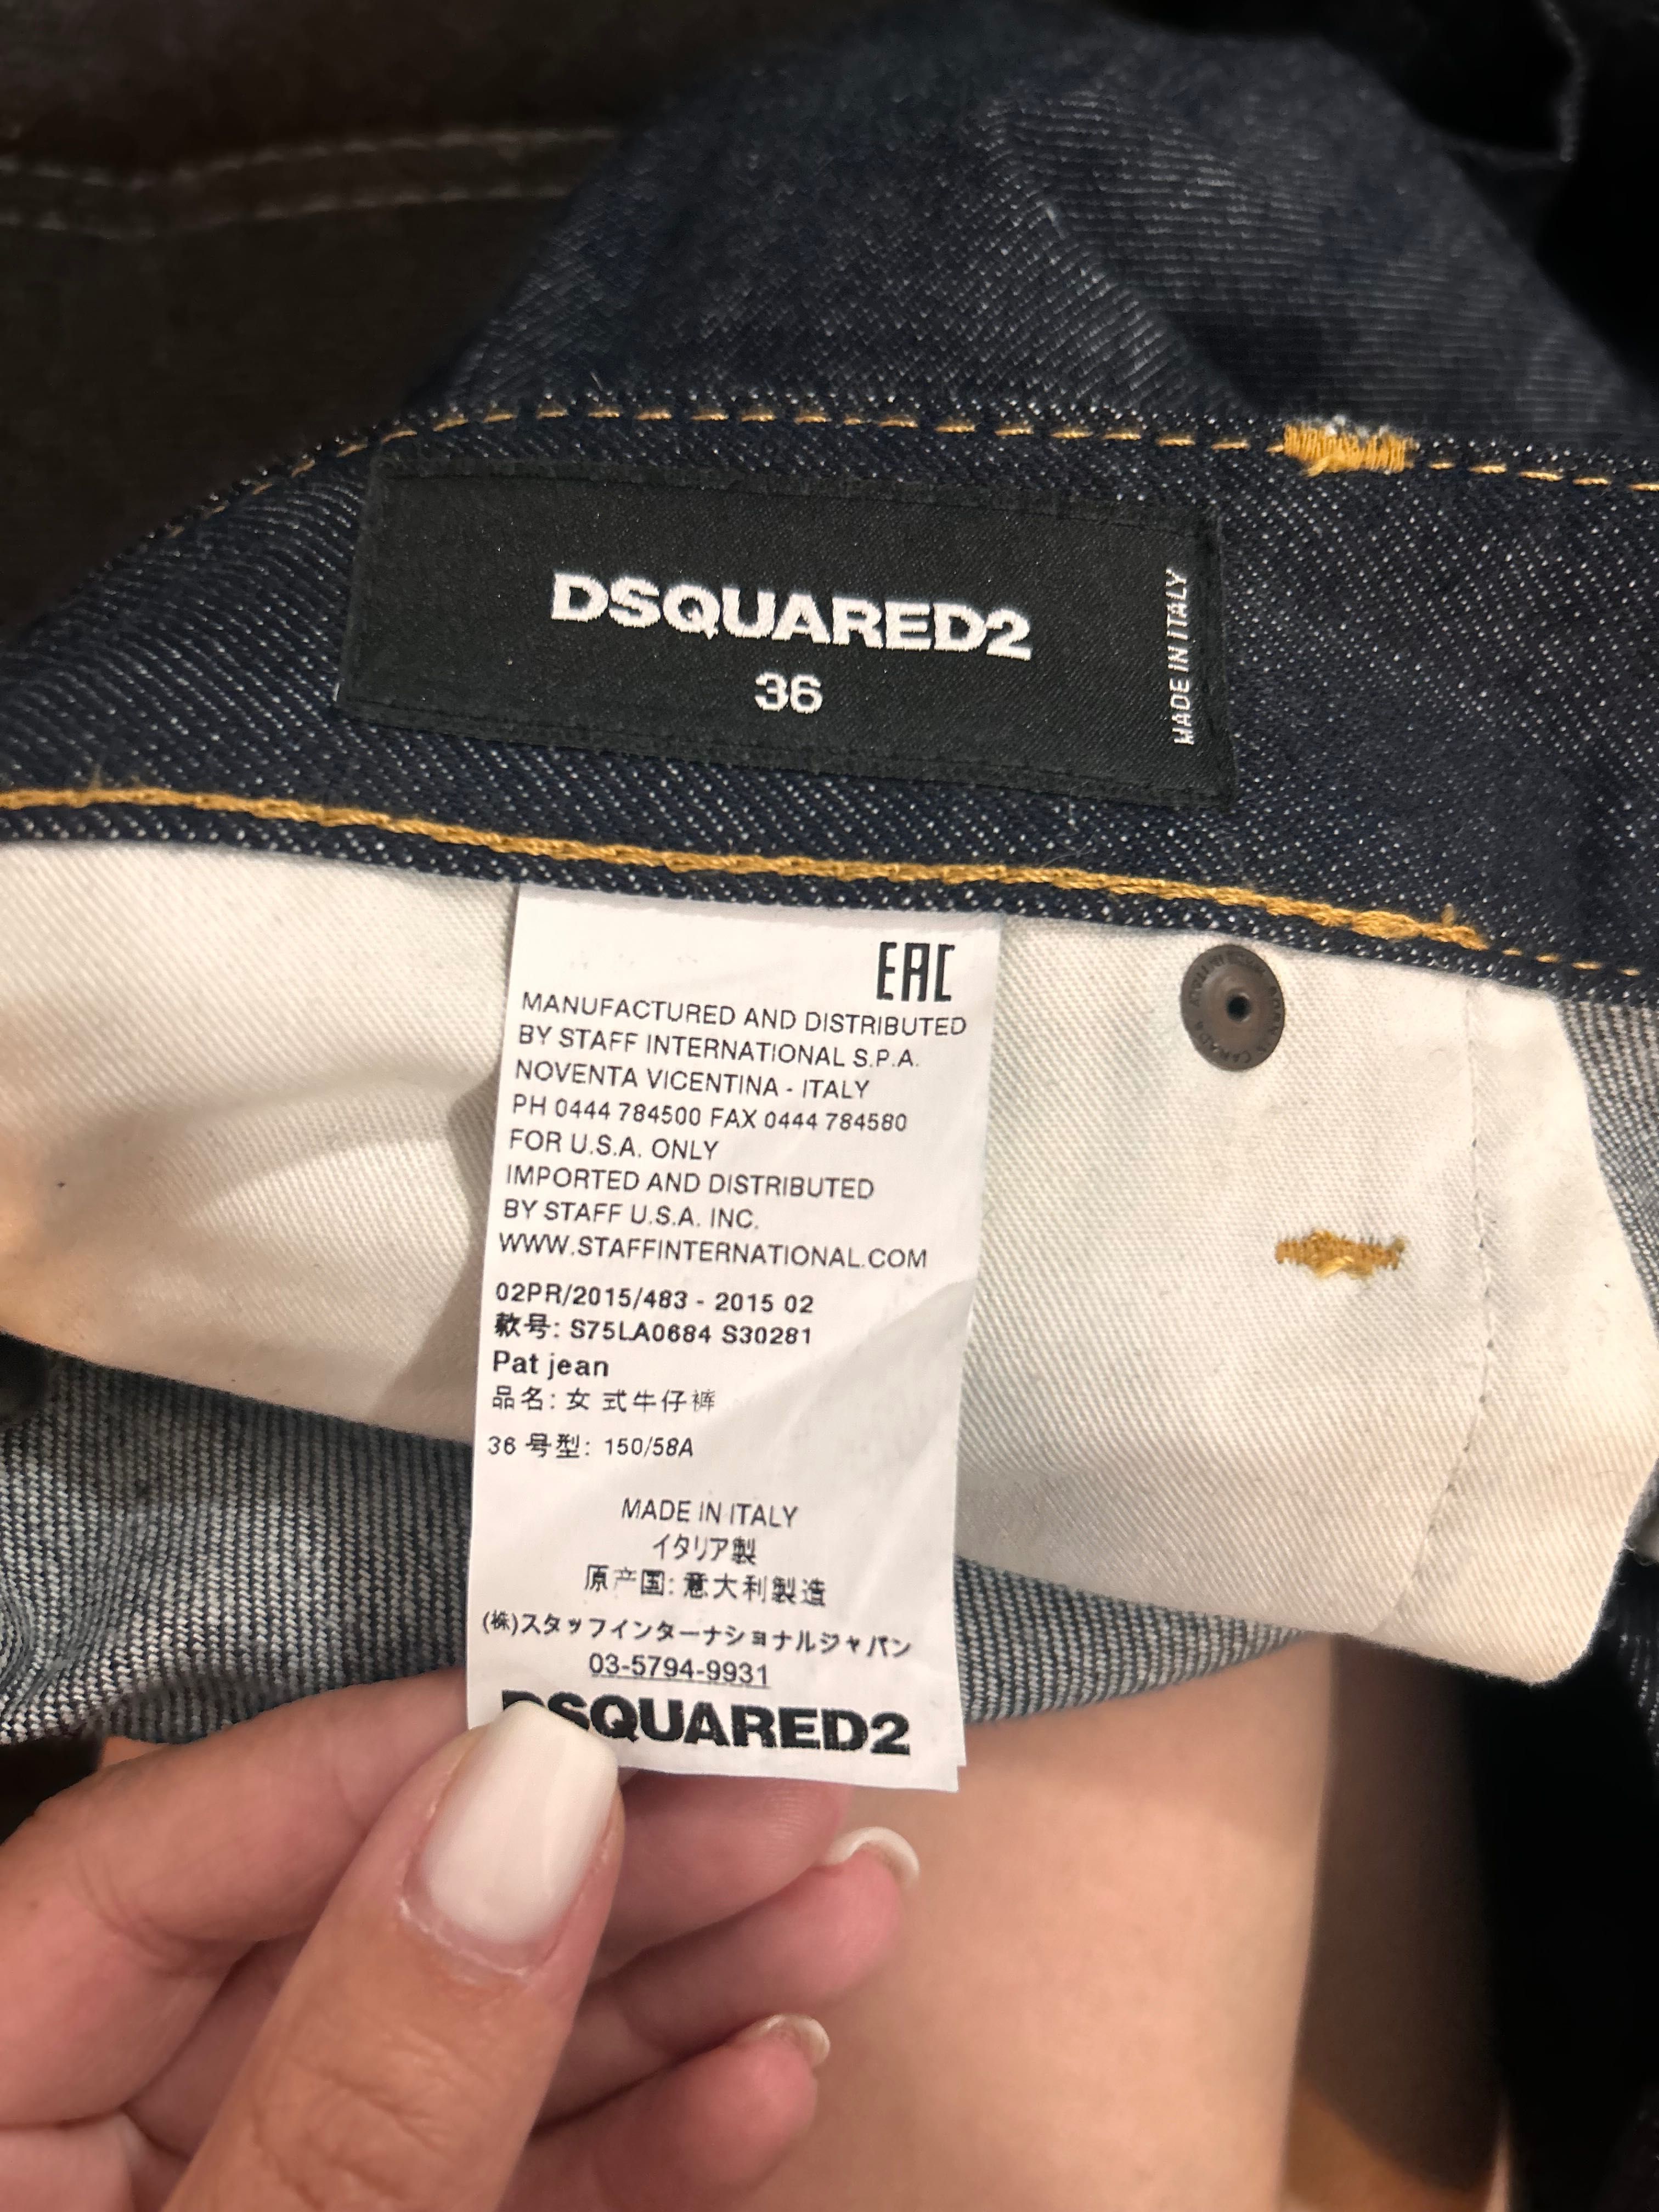 DSQUARED2
36
MADE IN ITALY
EAC
MANUFACTURED AND DISTRIBUTED
BY STAFF INTERNATIONAL S.P.A.
NOVENTA VICENTINA - ITALY
PH 0444 784500 FAX 0444 784580
FOR U.S.A. ONLY
IMPORTED AND DISTRIBUTED
BY STAFF U.S.A. INC.
WWW.STAFFINTERNATIONAL.COM
02PR/2015/483 - 2015 02
款号: S75LA0684 S30281
Pat jean
品名: 女 式牛仔裤
36 号型: 150/58A
MADE IN ITALY
イタリア製
原产国: 意大利製造
(株)スタッフインターナショナルジャパン
03-5794-9931
DSQUARED2